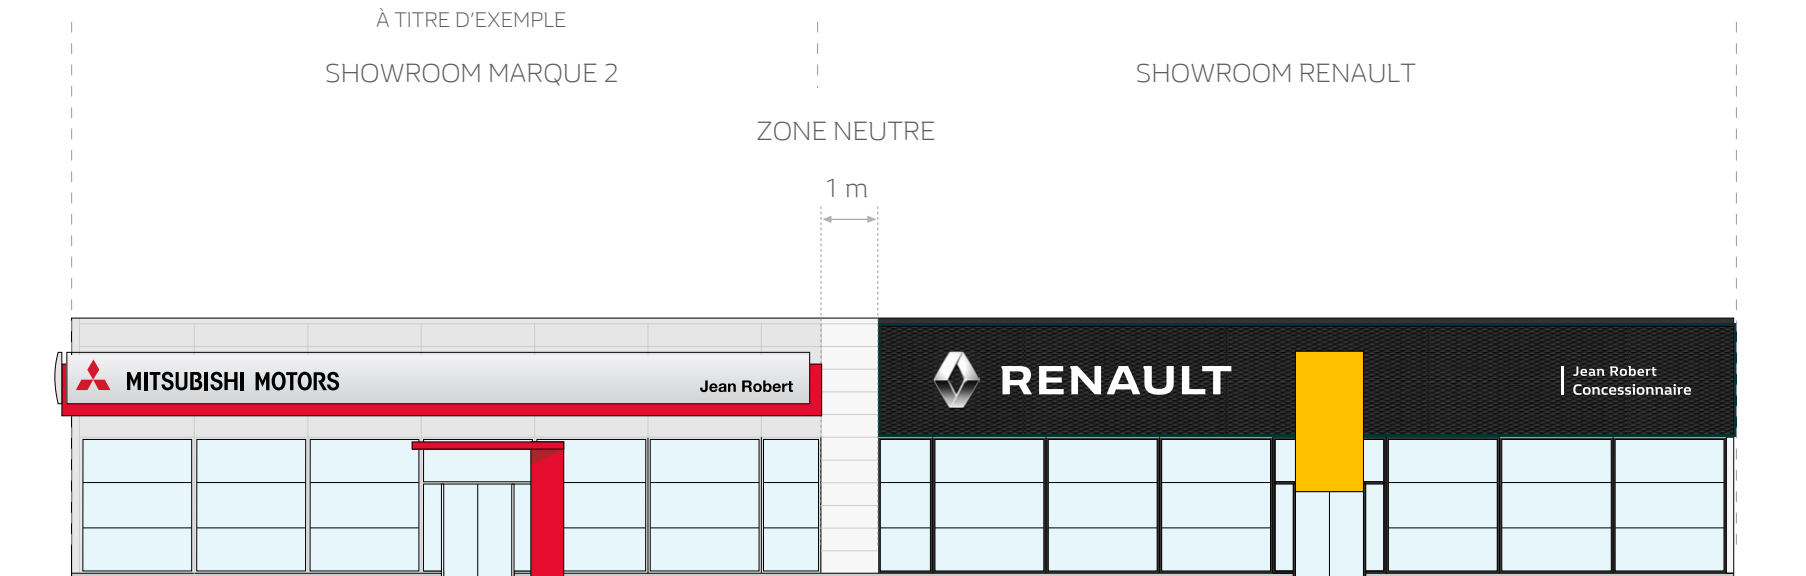 À TITRE D'EXEMPLE
SHOWROOM MARQUE 2
SHOWROOM RENAULT
ZONE NEUTRE
1 m
MITSUBISHI MOTORS
Jean Robert
RENAULT
Jean Robert
Concessionnaire